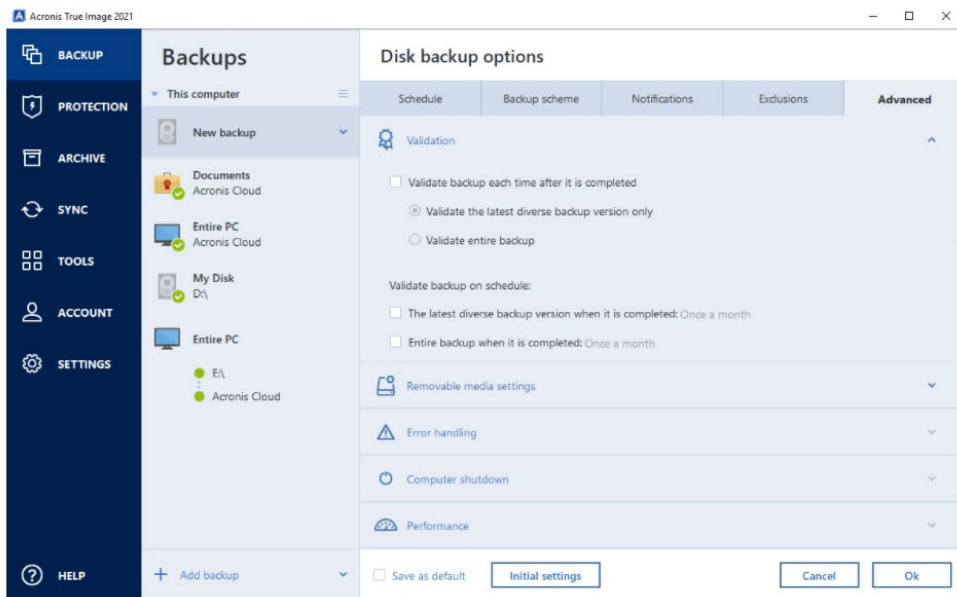 Acronis True Image 2021
BACKUP
PROTECTION
ARCHIVE
SYNC
TOOLS
ACCOUNT
SETTINGS
HELP
Backups
This computer
New backup
Documents
Acronis Cloud
Entire PC
Acronis Cloud
My Disk
D:\
Entire PC
E:\
Acronis Cloud
Add backup
Disk backup options
Schedule Backup scheme Notifications Exclusions Advanced
Validation
Validate backup each time after it is completed
Validate the latest diverse backup version only
Validate entire backup
Validate backup on schedule:
The latest diverse backup version when it is completed: Once a month
Entire backup when it is completed: Once a month
Removable media settings
Error handling
Computer shutdown
Performance
Save as default Initial settings Cancel Ok